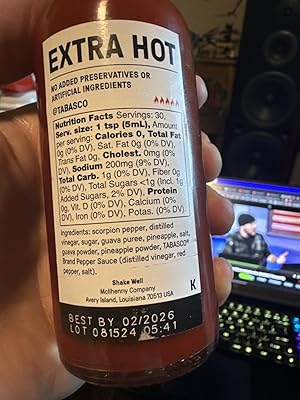 EXTRA HOT
NO ADDED PRESERVATIVES OR
ARTIFICIAL INGREDIENTS
@TABASCO
Nutrition Facts Servings: 30,
Serv. size: 1 tsp (5mL), Amount
per serving: Calories 0, Total Fat
0g (0% DV), Sat. Fat 0g (0% DV),
Trans Fat 0g, Cholest. 0mg (0%
DV), Sodium 200mg (9% DV),
Total Carb. 1g (0% DV), Fiber 0g
(0% DV), Total Sugars <1g (Incl. 1g
Added Sugars, 2% DV), Protein
0g, Vit. D (0% DV), Calcium (0%
DV), Iron (0% DV), Potas. (0% DV).
Ingredients: scorpion pepper, distilled
vinegar, sugar, guava puree, pineapple, salt,
guava powder, pineapple powder, TABASCO®
Brand Pepper Sauce (distilled vinegar, red
pepper, salt).
Shake Well
McIlhenny Company
Avery Island, Louisiana 70513 USA
K
BEST BY 02/2026
LOT 081524 05:41